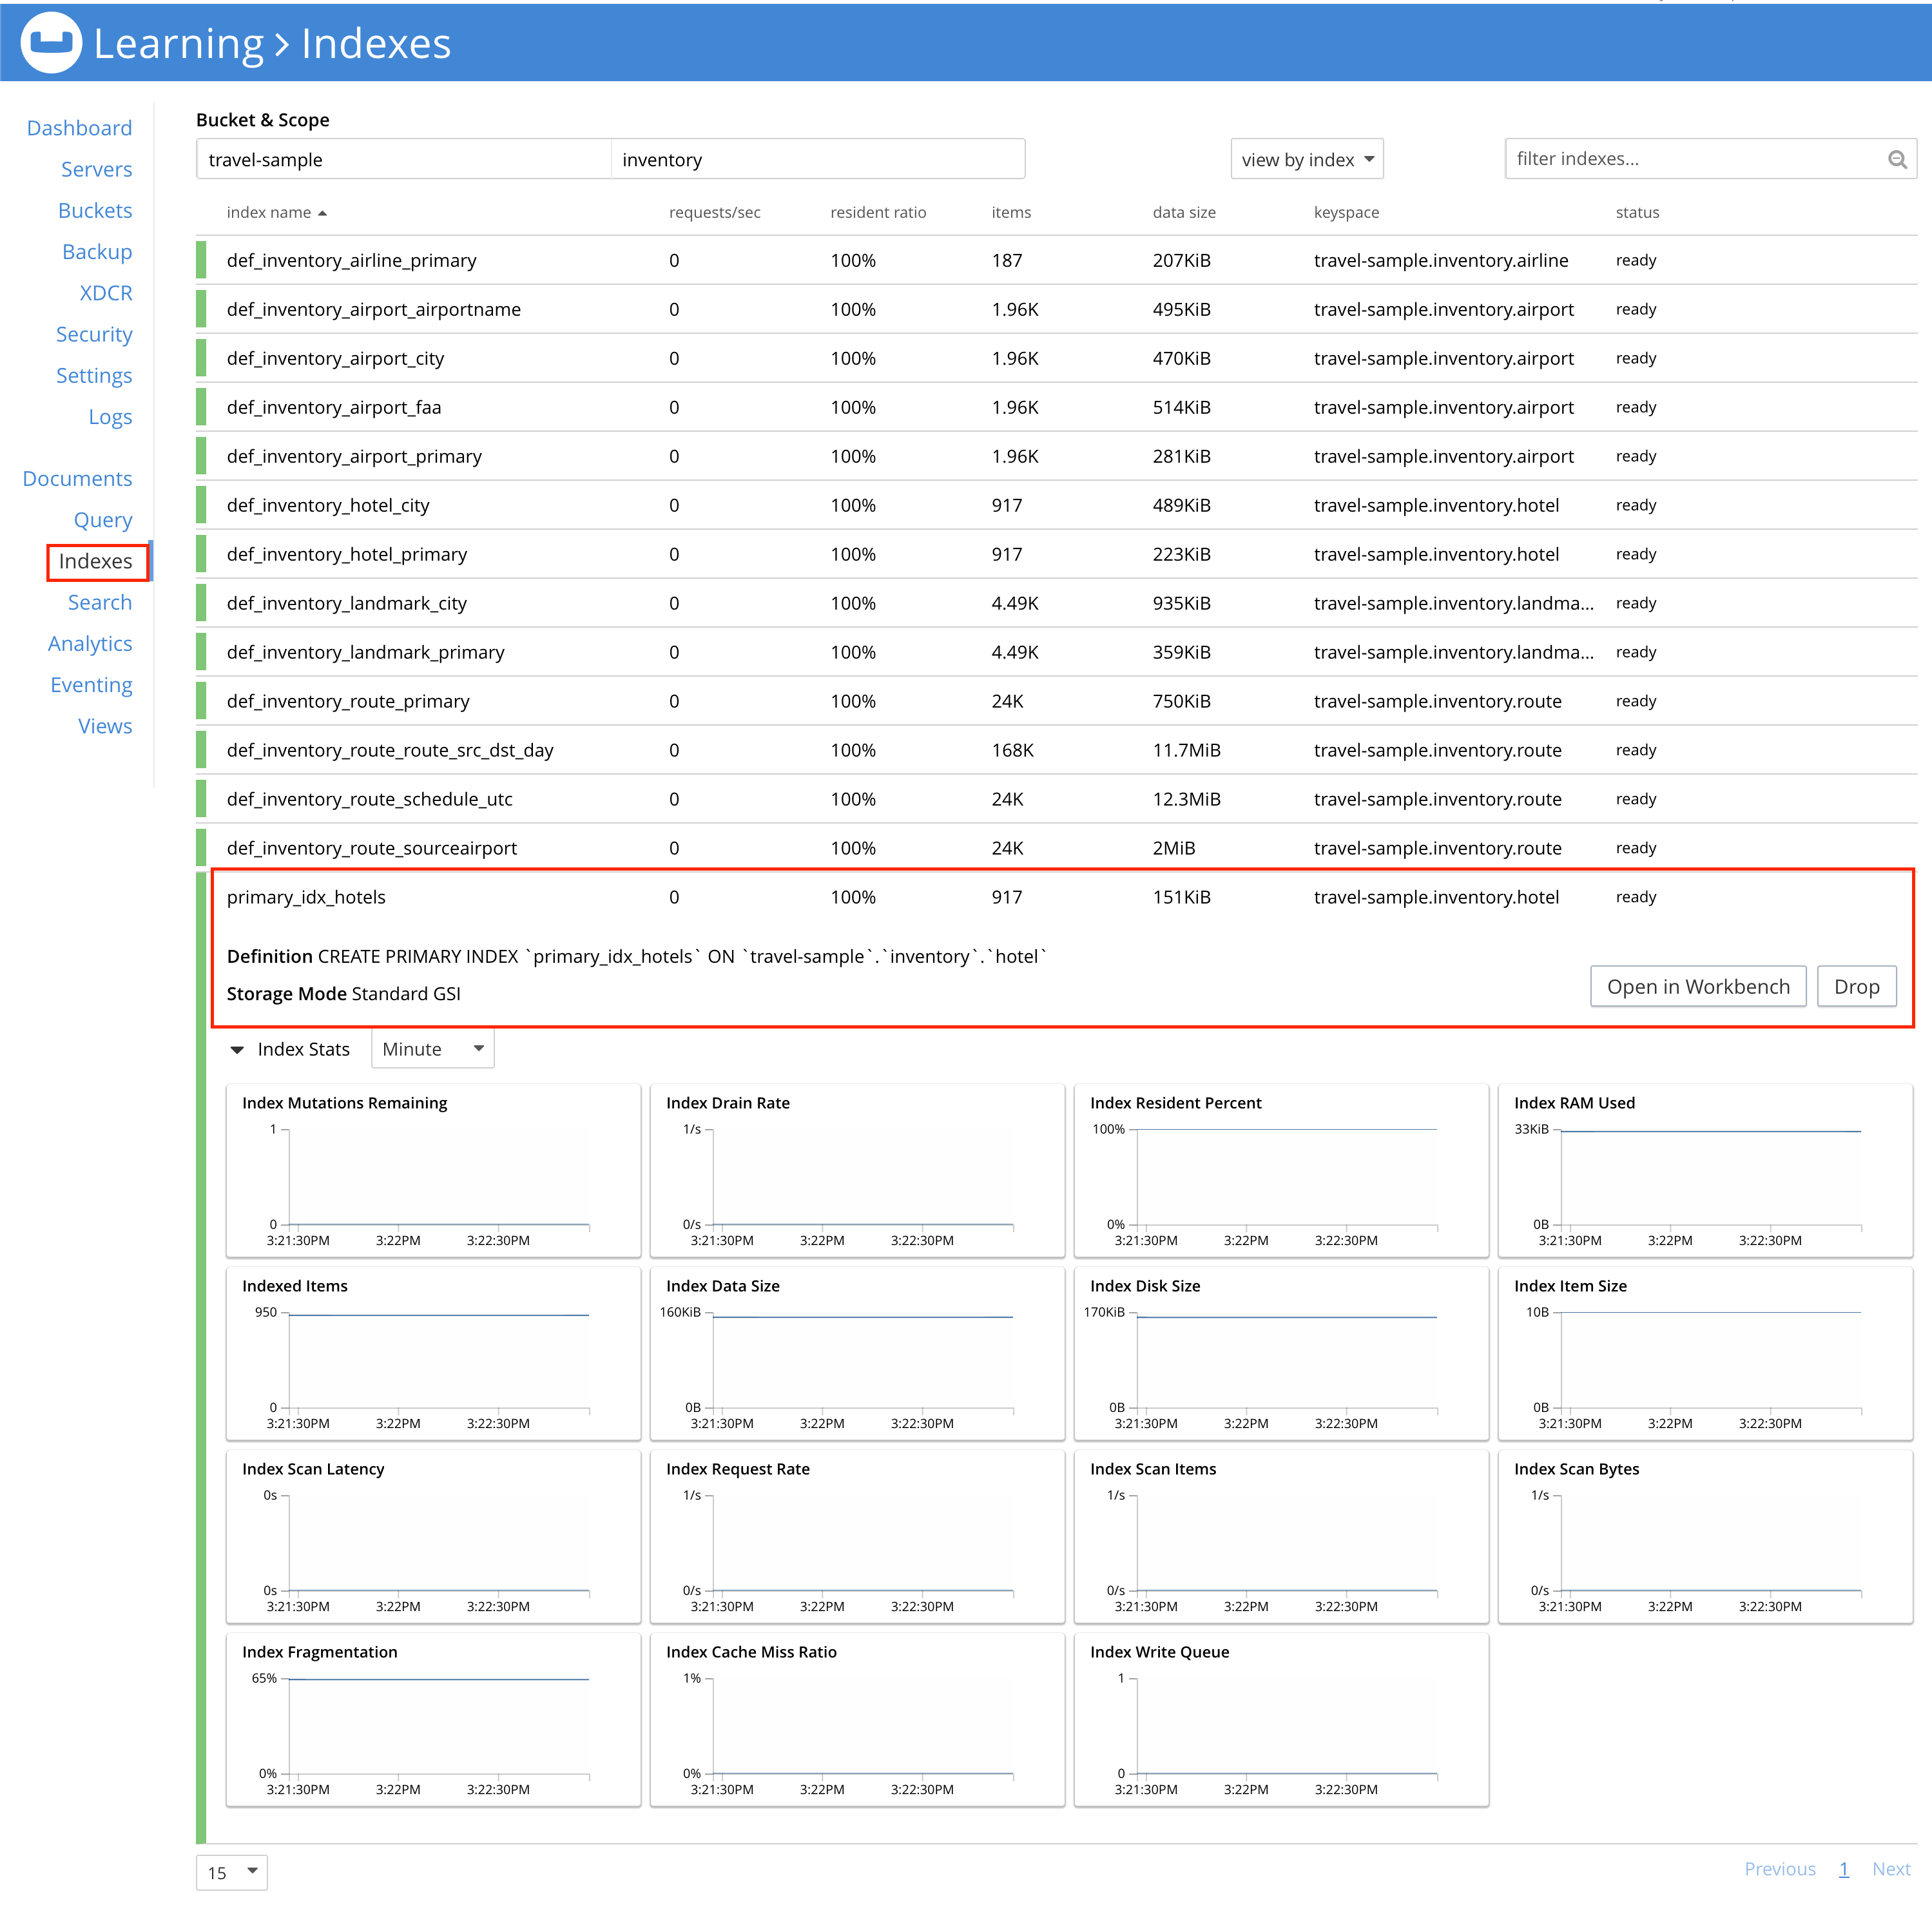 Learning > Indexes
Dashboard
Servers
Buckets
Backup
XDCR
Security
Settings
Logs
Documents
Query
Indexes
Search
Analytics
Eventing
Views
Bucket & Scope
travel-sample inventory view by index filter indexes...
index name requests/sec resident ratio items data size keyspace status
def_inventory_airline_primary 0 100% 187 207KiB travel-sample.inventory.airline ready
def_inventory_airport_airportname 0 100% 1.96K 495KiB travel-sample.inventory.airport ready
def_inventory_airport_city 0 100% 1.96K 470KiB travel-sample.inventory.airport ready
def_inventory_airport_faa 0 100% 1.96K 514KiB travel-sample.inventory.airport ready
def_inventory_airport_primary 0 100% 1.96K 281KiB travel-sample.inventory.airport ready
def_inventory_hotel_city 0 100% 917 489KiB travel-sample.inventory.hotel ready
def_inventory_hotel_primary 0 100% 917 223KiB travel-sample.inventory.hotel ready
def_inventory_landmark_city 0 100% 4.49K 935KiB travel-sample.inventory.landma... ready
def_inventory_landmark_primary 0 100% 4.49K 359KiB travel-sample.inventory.landma... ready
def_inventory_route_primary 0 100% 24K 750KiB travel-sample.inventory.route ready
def_inventory_route_route_src_dst_day 0 100% 168K 11.7MiB travel-sample.inventory.route ready
def_inventory_route_schedule_utc 0 100% 24K 12.3MiB travel-sample.inventory.route ready
def_inventory_route_sourceairport 0 100% 24K 2MiB travel-sample.inventory.route ready
primary_idx_hotels 0 100% 917 151KiB travel-sample.inventory.hotel ready
Definition CREATE PRIMARY INDEX `primary_idx_hotels` ON `travel-sample`.`inventory`.`hotel`
Storage Mode Standard GSI
Open in Workbench Drop
Index Stats Minute
Index Mutations Remaining
1
0
3:21:30PM 3:22PM 3:22:30PM
Index Drain Rate
1/s
0/s
3:21:30PM 3:22PM 3:22:30PM
Index Resident Percent
100%
0%
3:21:30PM 3:22PM 3:22:30PM
Index RAM Used
33KiB
0B
3:21:30PM 3:22PM 3:22:30PM
Indexed Items
950
0
3:21:30PM 3:22PM 3:22:30PM
Index Data Size
160KiB
0B
3:21:30PM 3:22PM 3:22:30PM
Index Disk Size
170KiB
0B
3:21:30PM 3:22PM 3:22:30PM
Index Item Size
10B
0B
3:21:30PM 3:22PM 3:22:30PM
Index Scan Latency
0s
0s
3:21:30PM 3:22PM 3:22:30PM
Index Request Rate
1/s
0/s
3:21:30PM 3:22PM 3:22:30PM
Index Scan Items
1/s
0/s
3:21:30PM 3:22PM 3:22:30PM
Index Scan Bytes
1/s
0/s
3:21:30PM 3:22PM 3:22:30PM
Index Fragmentation
65%
0%
3:21:30PM 3:22PM 3:22:30PM
Index Cache Miss Ratio
1%
0%
3:21:30PM 3:22PM 3:22:30PM
Index Write Queue
1
0
3:21:30PM 3:22PM 3:22:30PM
15
Previous 1 Next